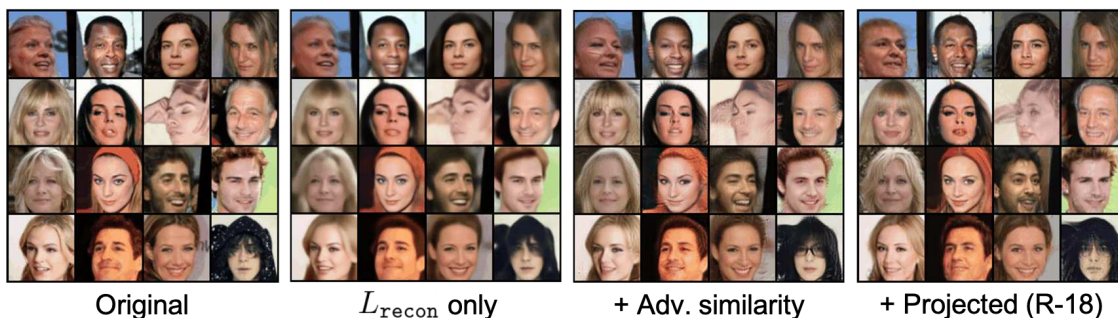 Original
L_recon only
+ Adv. similarity
+ Projected (R-18)